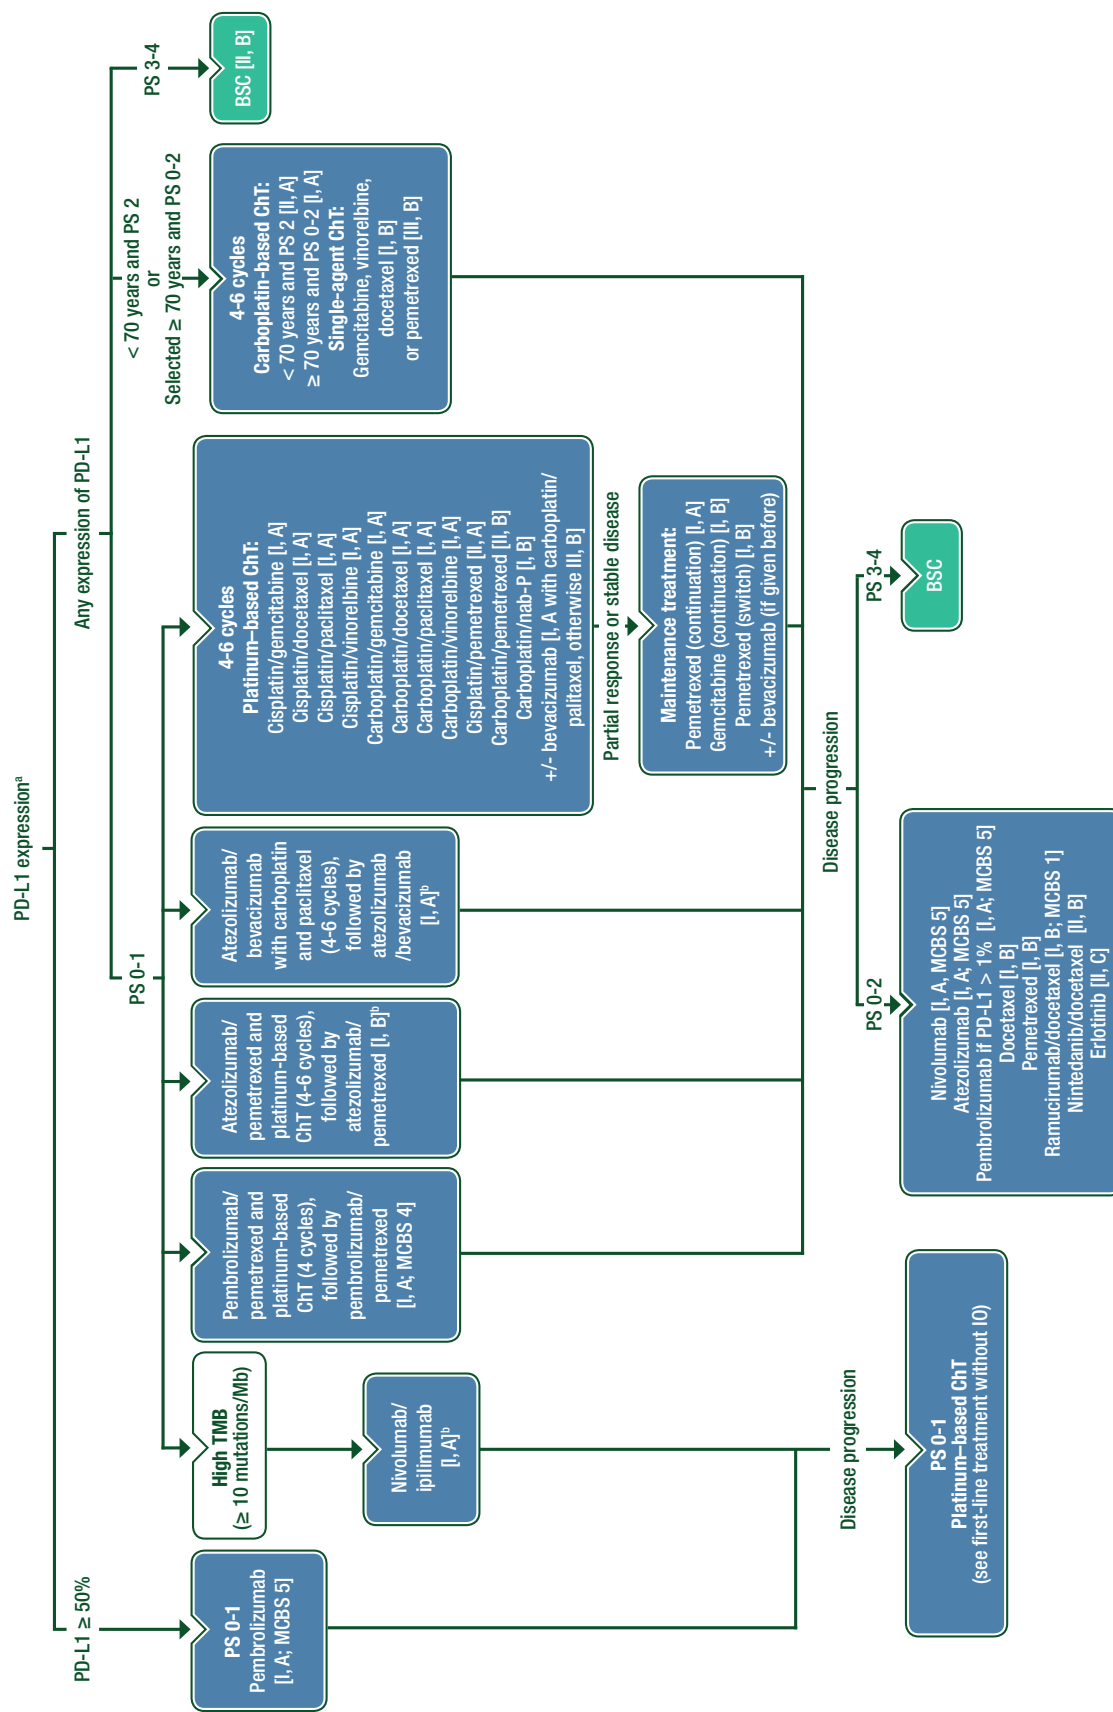 PD-L1 expressionᵃ
PD-L1 ≥ 50%
Any expression of PD-L1
PS 0-1
< 70 years and PS 2
or
Selected ≥ 70 years and PS 0-2
PS 3-4
PS 0-1
Pembrolizumab
[I, A; MCBS 5]
High TMB
(≥ 10 mutations/Mb)
Nivolumab/
ipilimumab
[I, A]ᵇ
Pembrolizumab/
pemetrexed and
platinum-based
ChT (4 cycles),
followed by
pembrolizumab/
pemetrexed
[I, A; MCBS 4]
Atezolizumab/
pemetrexed and
platinum-based
ChT (4-6 cycles),
followed by
atezolizumab/
pemetrexed [I, B]ᵇ
Atezolizumab/
bevacizumab
with carboplatin
and paclitaxel
(4-6 cycles),
followed by
atezolizumab
/bevacizumab
[I, A]ᵇ
4-6 cycles
Platinum–based ChT:
Cisplatin/gemcitabine [I, A]
Cisplatin/docetaxel [I, A]
Cisplatin/paclitaxel [I, A]
Cisplatin/vinorelbine [I, A]
Carboplatin/gemcitabine [I, A]
Carboplatin/docetaxel [I, A]
Carboplatin/paclitaxel [I, A]
Carboplatin/vinorelbine [I, A]
Cisplatin/pemetrexed [II, A]
Carboplatin/pemetrexed [II, B]
Carboplatin/nab-P [I, B]
+/- bevacizumab [I, A with carboplatin/
palitaxel, otherwise III, B]
4-6 cycles
Carboplatin-based ChT:
< 70 years and PS 2 [II, A]
≥ 70 years and PS 0-2 [I, A]
Single-agent ChT:
Gemcitabine, vinorelbine,
docetaxel [I, B]
or pemetrexed [III, B]
BSC [II, B]
Partial response or stable disease
Maintenance treatment:
Pemetrexed (continuation) [I, A]
Gemcitabine (continuation) [I, B]
Pemetrexed (switch) [I, B]
+/- bevacizumab (if given before)
Disease progression
Disease progression
PS 0-1
Platinum–based ChT
(see first-line treatment without IO)
PS 0-2
PS 3-4
Nivolumab [I, A, MCBS 5]
Atezolizumab [I, A; MCBS 5]
Pembrolizumab if PD-L1 > 1% [I, A; MCBS 5]
Docetaxel [I, B]
Pemetrexed [I, B]
Ramucirumab/docetaxel [I, B; MCBS 1]
Nintedanib/docetaxel [II, B]
Erlotinib [II, C]
BSC